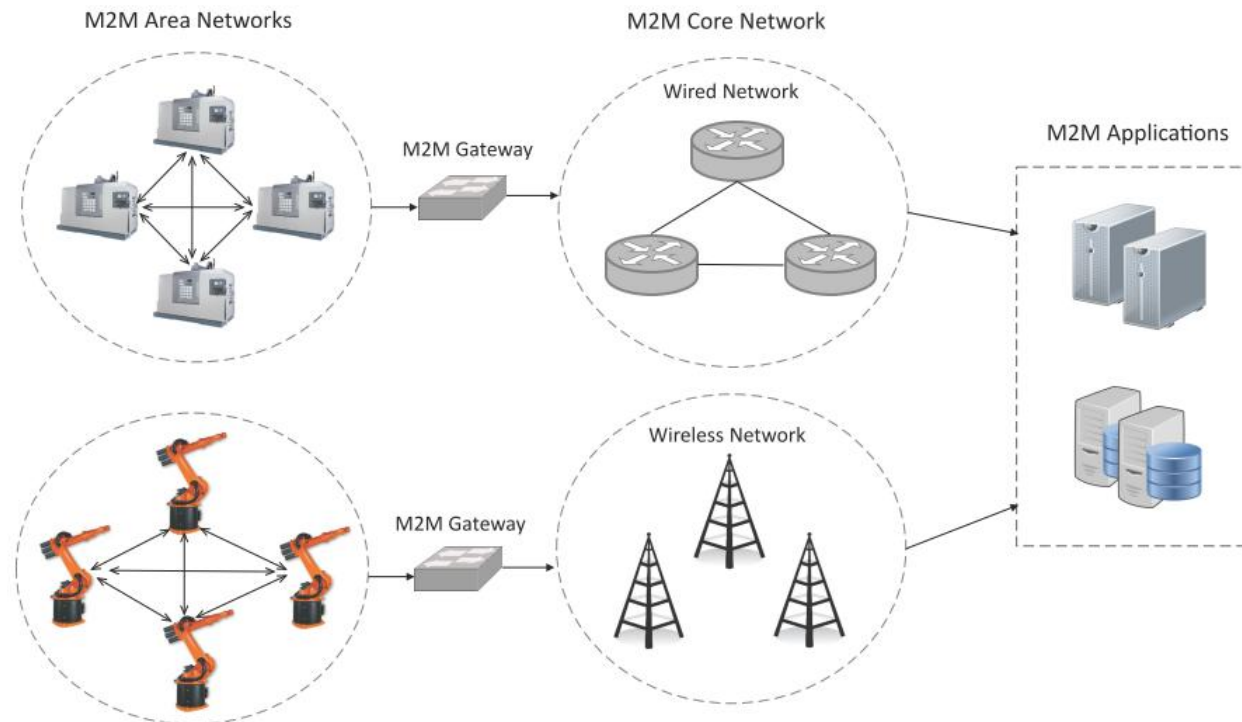 M2M Area Networks
M2M Core Network
Wired Network
M2M Gateway
M2M Applications
Wireless Network
M2M Gateway